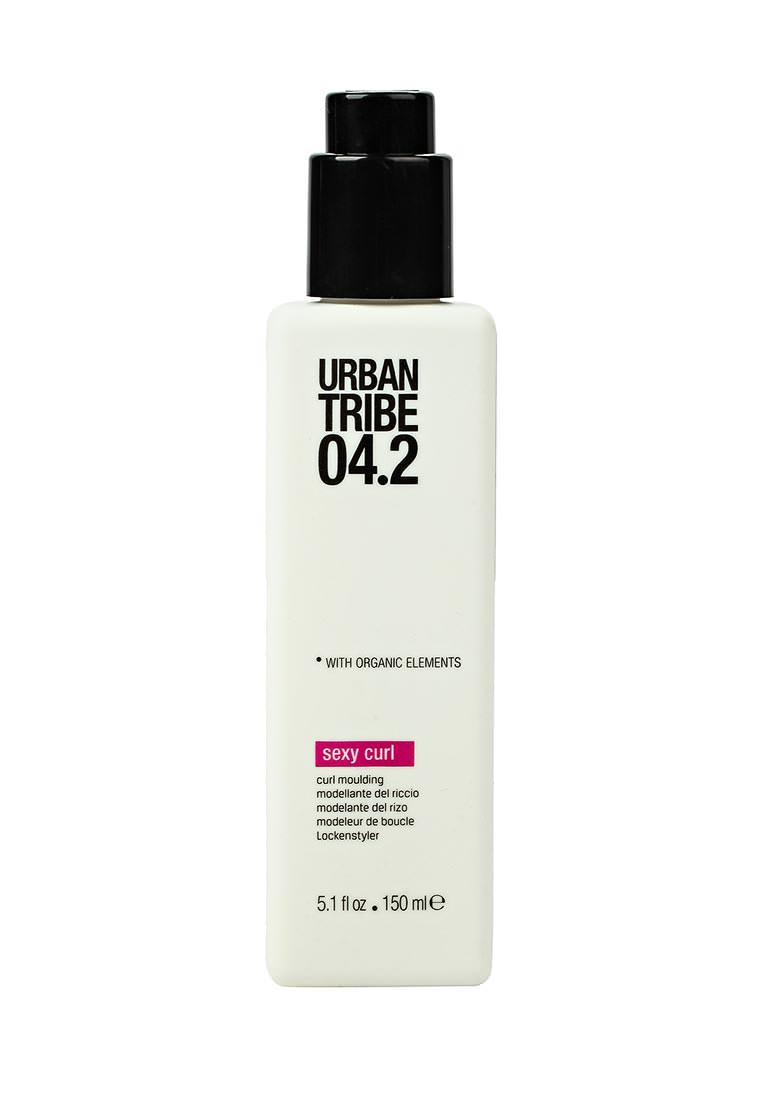 URBAN
TRIBE
04.2
• WITH ORGANIC ELEMENTS
sexy curl
curl moulding
modellante del riccio
modelante del rizo
modeleur de boucle
Lockenstyler
5.1 fl oz . 150 ml ℮